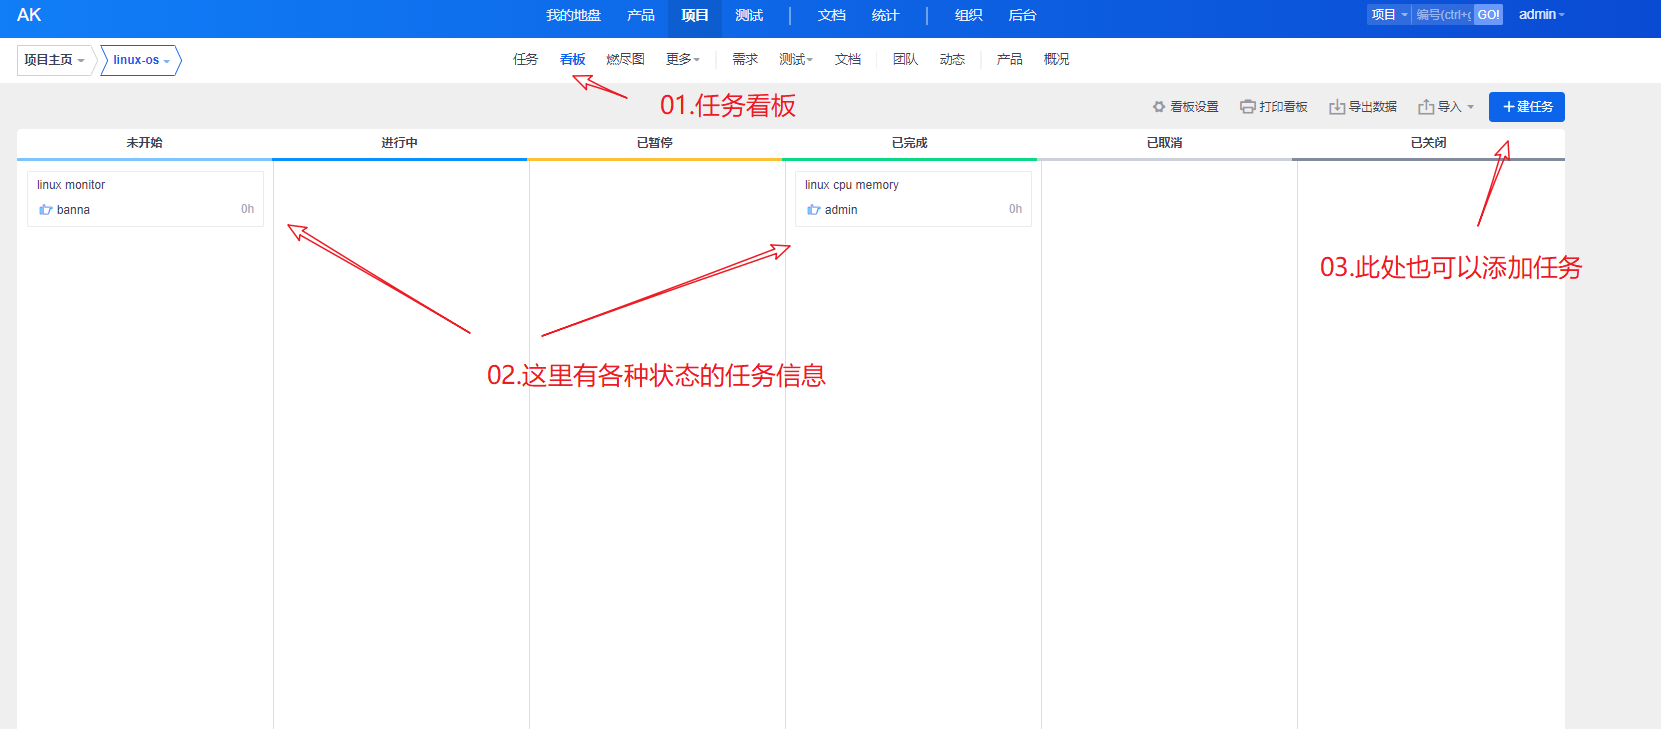 AK 我的地盘 产品 项目 测试 文档 统计 组织 后台 项目 编号(ctrl+g GO! admin
项目主页 linux-os 任务 看板 燃尽图 更多 需求 测试 文档 团队 动态 产品 概况
01.任务看板 看板设置 打印看板 导出数据 导入 +建任务
未开始 进行中 已暂停 已完成 已取消 已关闭
linux monitor linux cpu memory
banna 0h admin 0h
03.此处也可以添加任务
02.这里有各种状态的任务信息